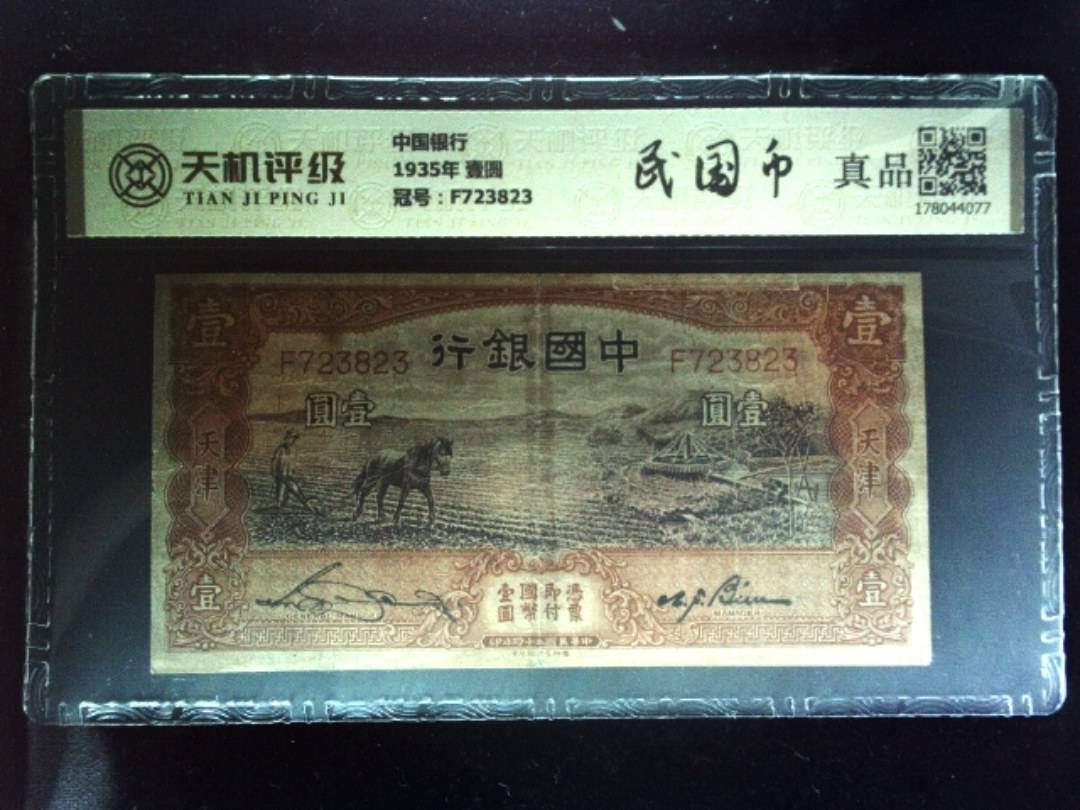 天机评级
TIAN JI PING JI
中国银行
1935年 壹圆
冠号：F723823
民国币
真品
178044077
壹
壹
行銀國中
F723823
F723823
圓壹
圓壹
天津
天津
憑票
即付
國幣
壹圓
壹
壹
MANAGER